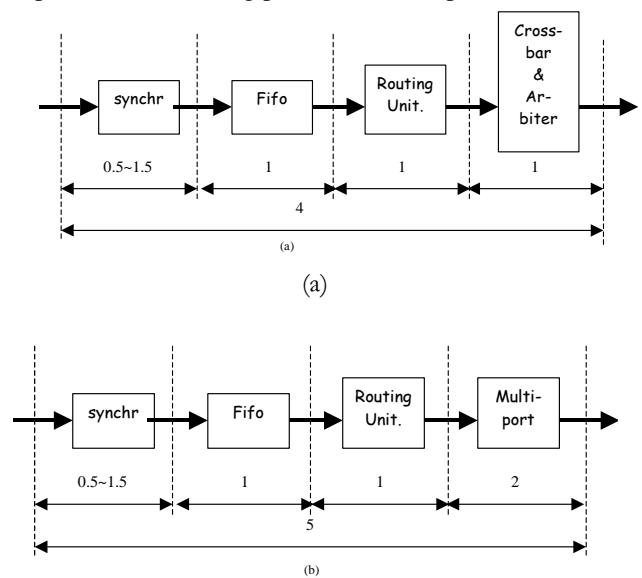 Cross-
bar
&
Ar-
biter
synchr
Fifo
Routing
Unit.
0.5~1.5
1
1
1
4
(a)
(a)
synchr
Fifo
Routing
Unit.
Multi-
port
0.5~1.5
1
1
2
5
(b)